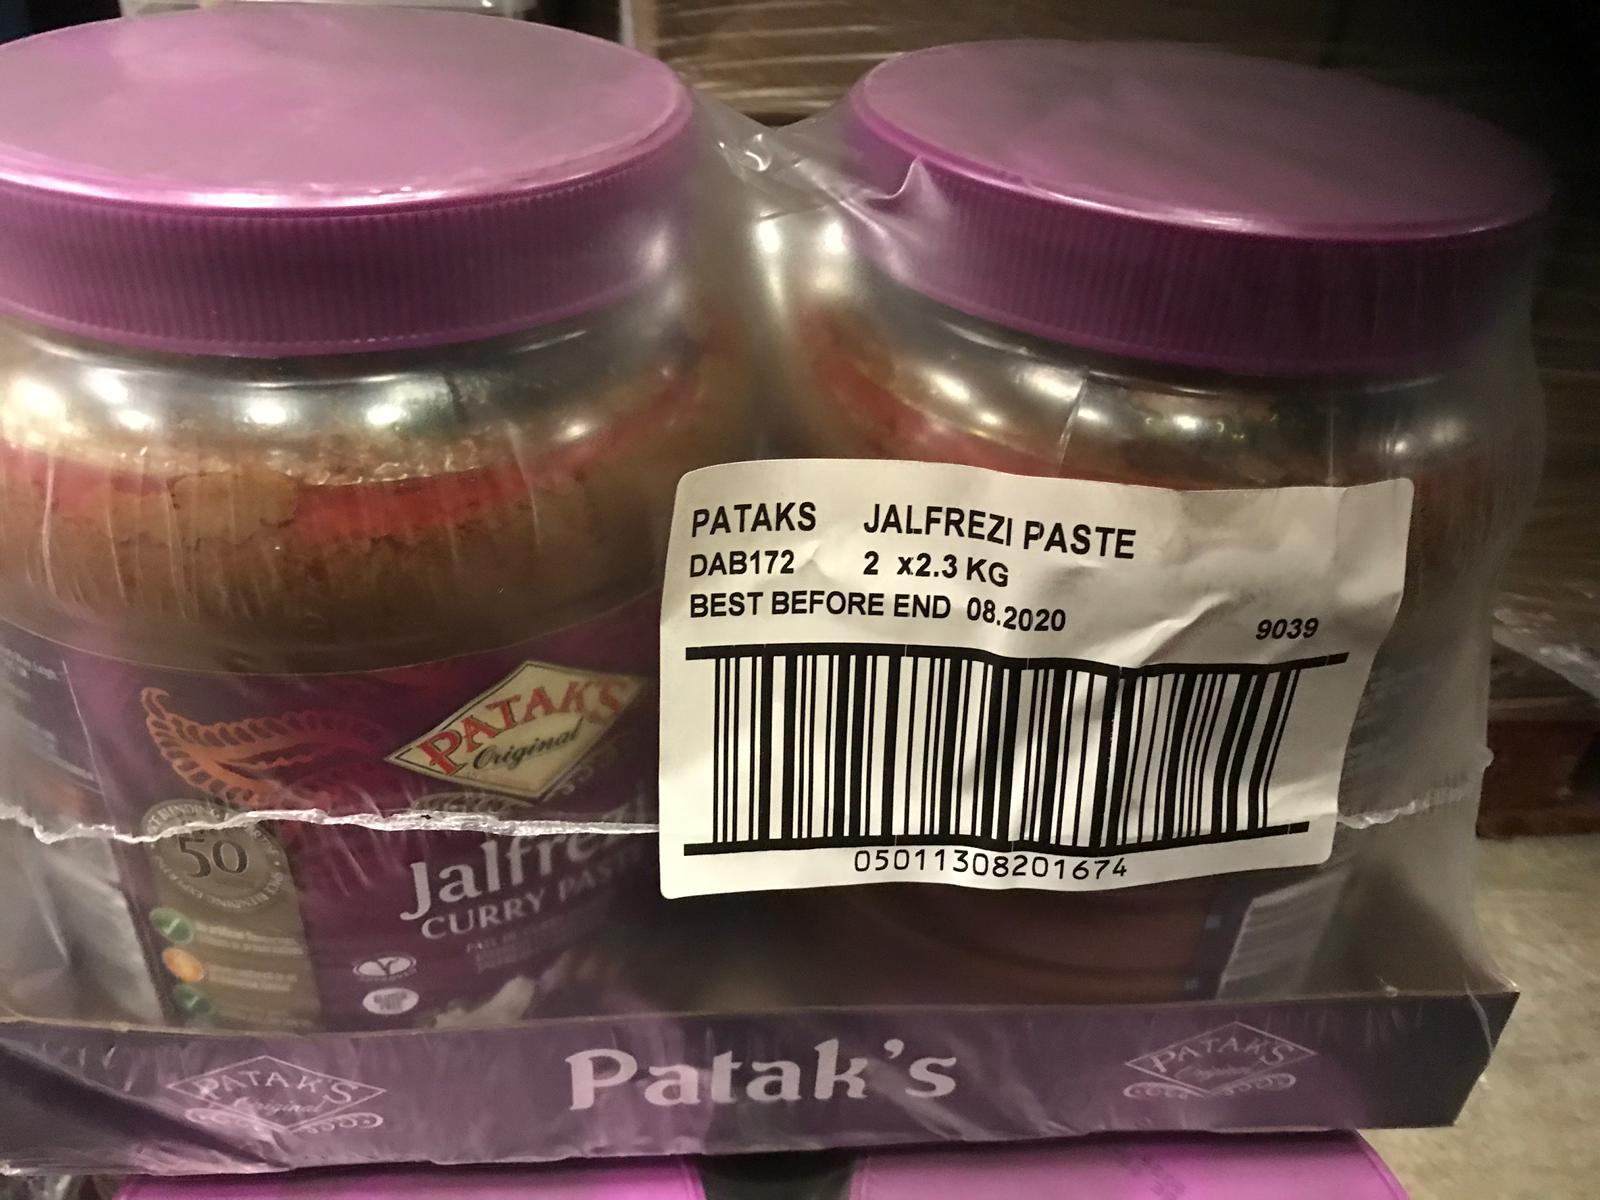 PATAKS JALFREZI PASTE
DAB172 2 x2.3 KG
BEST BEFORE END 08.2020
9039
05011308201674
PATAK'S
Original
50
Jalfrezi
CURRY PASTE
Patak's
PATAK'S
Original
PATAK'S
Original